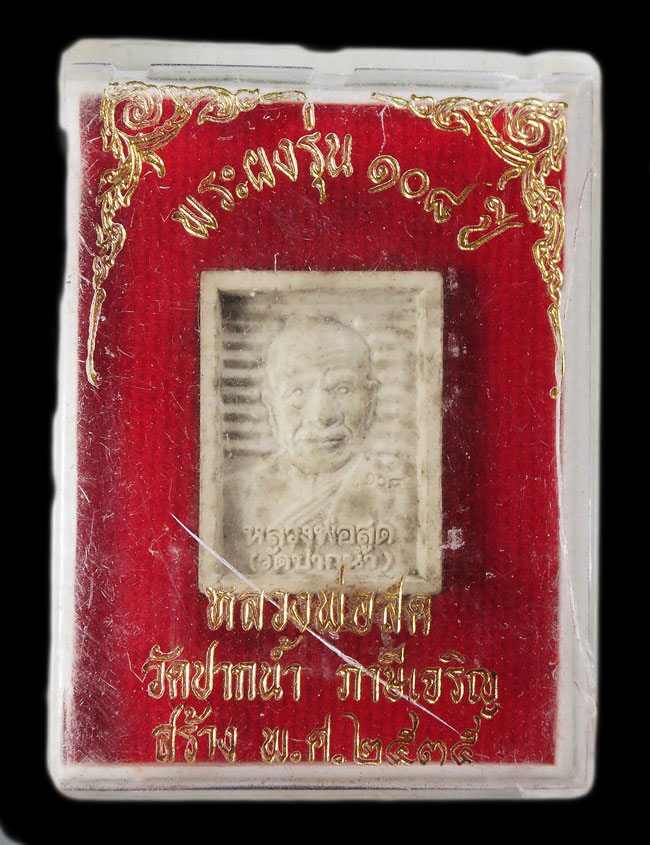 พระผงรุ่น ๑๐๘ ปี
๑๐๘
หลวงพ่อสด
(วัดปากน้ำ)
หลวงพ่อสด
วัดปากน้ำ ภาษีเจริญ
สร้าง พ.ศ.๒๕๓๕